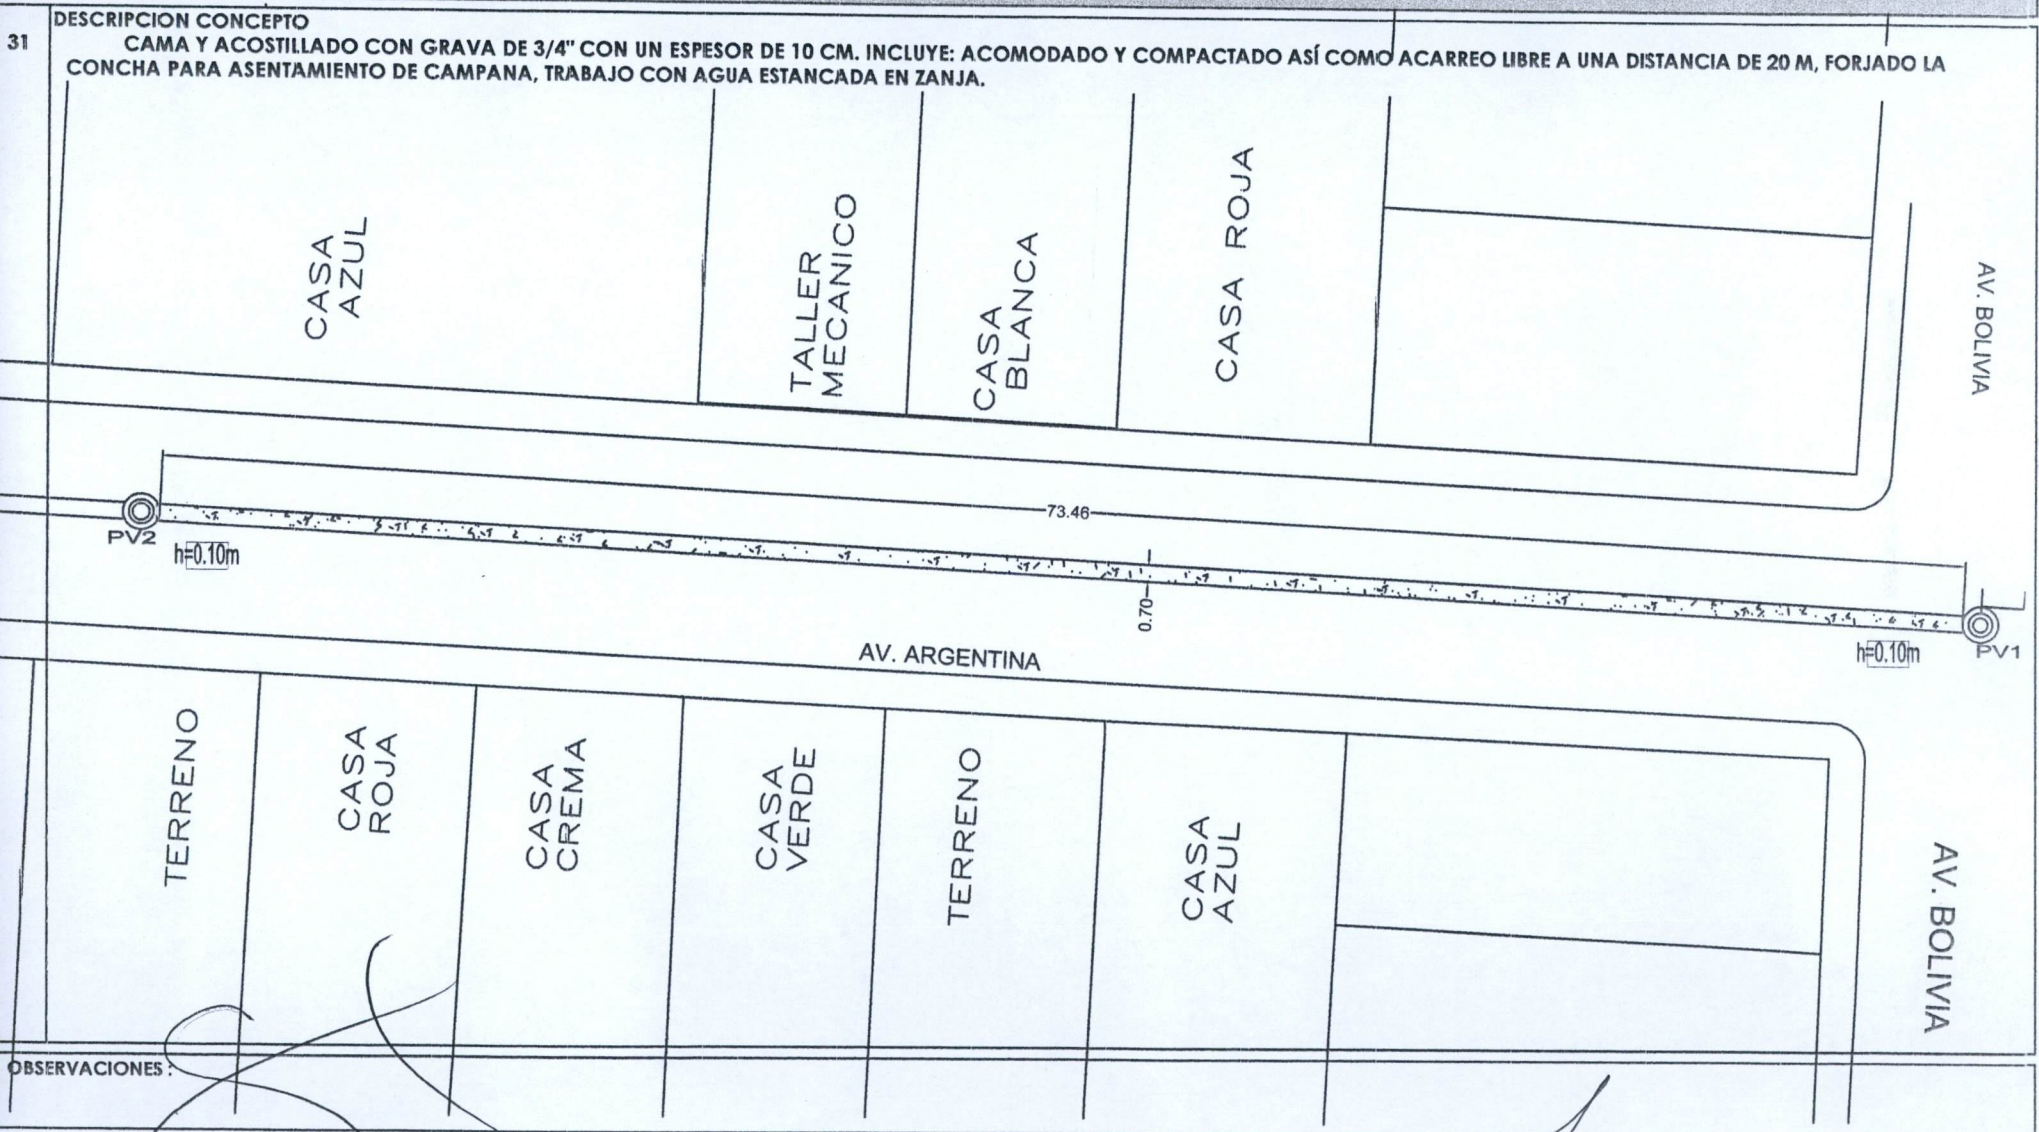 DESCRIPCION CONCEPTO
31
CAMA Y ACOSTILLADO CON GRAVA DE 3/4" CON UN ESPESOR DE 10 CM. INCLUYE: ACOMODADO Y COMPACTADO ASÍ COMO ACARREO LIBRE A UNA DISTANCIA DE 20 M, FORJADO LA
CONCHA PARA ASENTAMIENTO DE CAMPANA, TRABAJO CON AGUA ESTANCADA EN ZANJA.
CASA
AZUL
TALLER
MECANICO
CASA
BLANCA
CASA ROJA
AV. BOLIVIA
73.46
PV2
h=0.10m
0.70
h=0.10m
PV1
AV. ARGENTINA
TERRENO
CASA
ROJA
CASA
CREMA
CASA
VERDE
TERRENO
CASA
AZUL
AV. BOLIVIA
OBSERVACIONES :